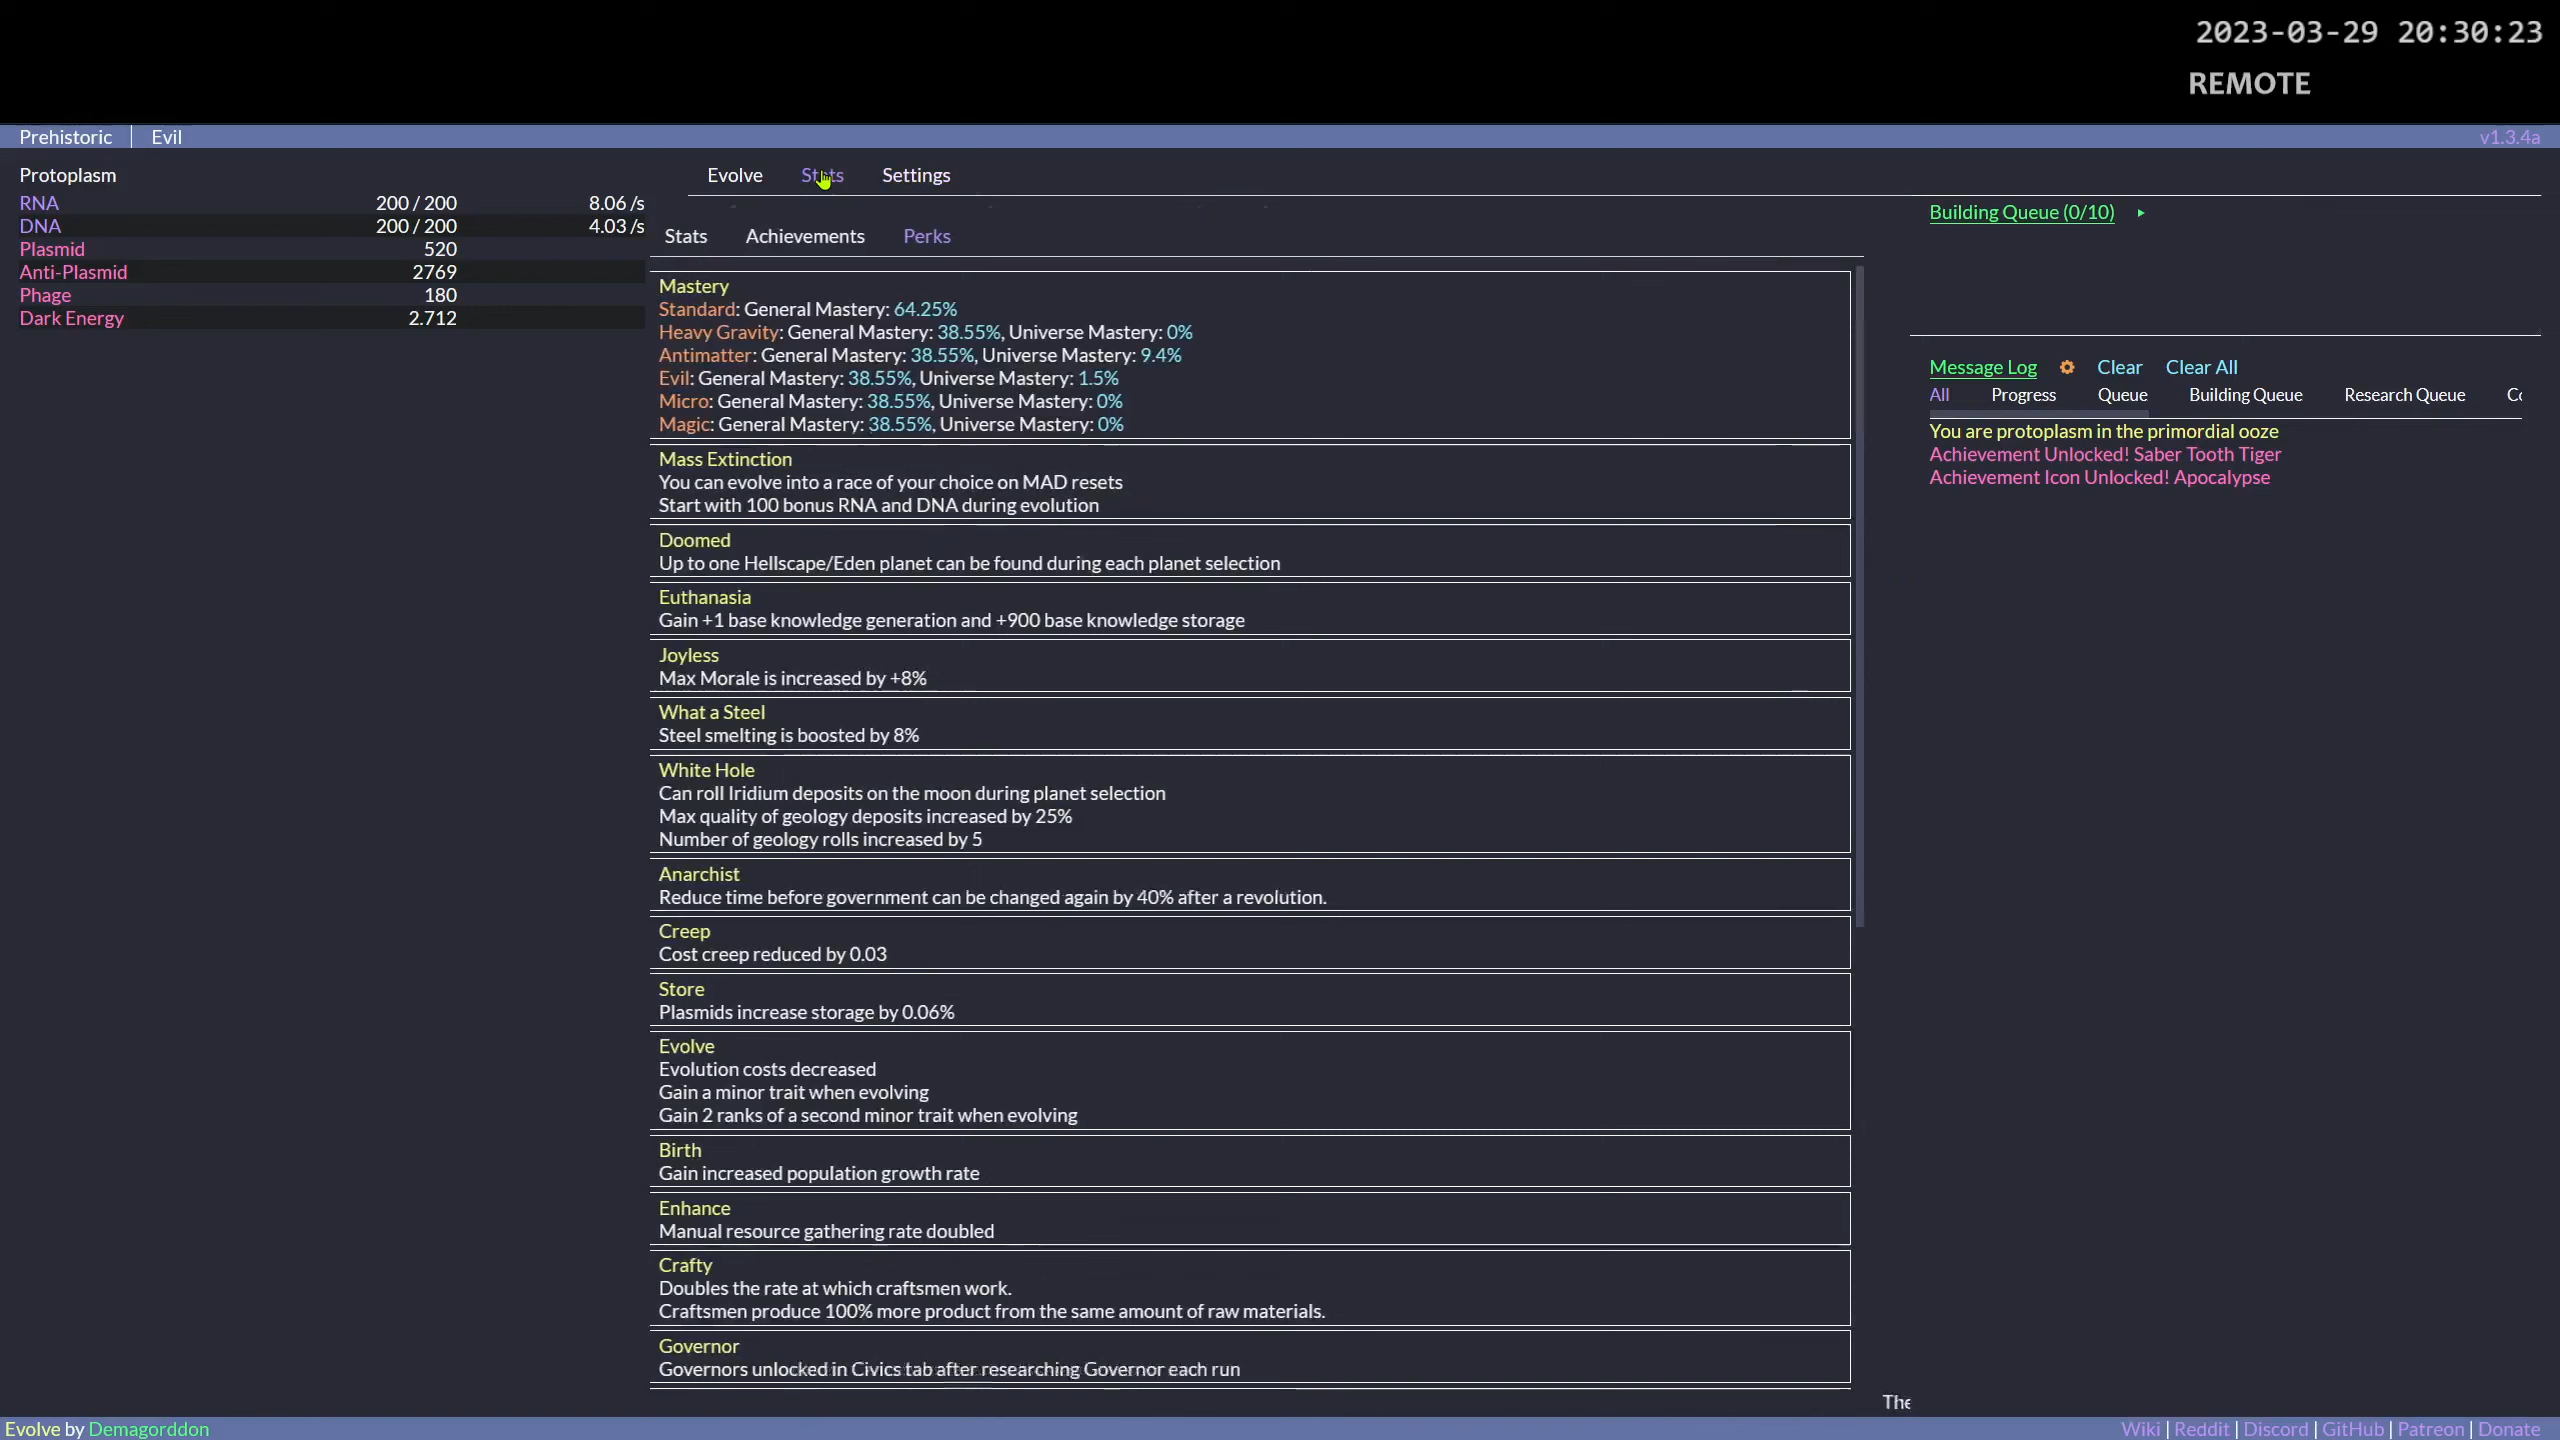 2023-03-29 20:30:23
REMOTE
Prehistoric | Evil
v1.3.4a
Protoplasm
RNA 200 / 200 8.06 /s
DNA 200 / 200 4.03 /s
Plasmid 520
Anti-Plasmid 2769
Phage 180
Dark Energy 2.712
Evolve Stats Settings
Stats Achievements Perks
Mastery
Standard: General Mastery: 64.25%
Heavy Gravity: General Mastery: 38.55%, Universe Mastery: 0%
Antimatter: General Mastery: 38.55%, Universe Mastery: 9.4%
Evil: General Mastery: 38.55%, Universe Mastery: 1.5%
Micro: General Mastery: 38.55%, Universe Mastery: 0%
Magic: General Mastery: 38.55%, Universe Mastery: 0%
Mass Extinction
You can evolve into a race of your choice on MAD resets
Start with 100 bonus RNA and DNA during evolution
Doomed
Up to one Hellscape/Eden planet can be found during each planet selection
Euthanasia
Gain +1 base knowledge generation and +900 base knowledge storage
Joyless
Max Morale is increased by +8%
What a Steel
Steel smelting is boosted by 8%
White Hole
Can roll Iridium deposits on the moon during planet selection
Max quality of geology deposits increased by 25%
Number of geology rolls increased by 5
Anarchist
Reduce time before government can be changed again by 40% after a revolution.
Creep
Cost creep reduced by 0.03
Store
Plasmids increase storage by 0.06%
Evolve
Evolution costs decreased
Gain a minor trait when evolving
Gain 2 ranks of a second minor trait when evolving
Birth
Gain increased population growth rate
Enhance
Manual resource gathering rate doubled
Crafty
Doubles the rate at which craftsmen work.
Craftsmen produce 100% more product from the same amount of raw materials.
Governor
Governors unlocked in Civics tab after researching Governor each run
Building Queue (0/10)
Message Log Clear Clear All
All Progress Queue Building Queue Research Queue Co
You are protoplasm in the primordial ooze
Achievement Unlocked! Saber Tooth Tiger
Achievement Icon Unlocked! Apocalypse
The
Evolve by Demagorddon
Wiki | Reddit | Discord | GitHub | Patreon | Donate